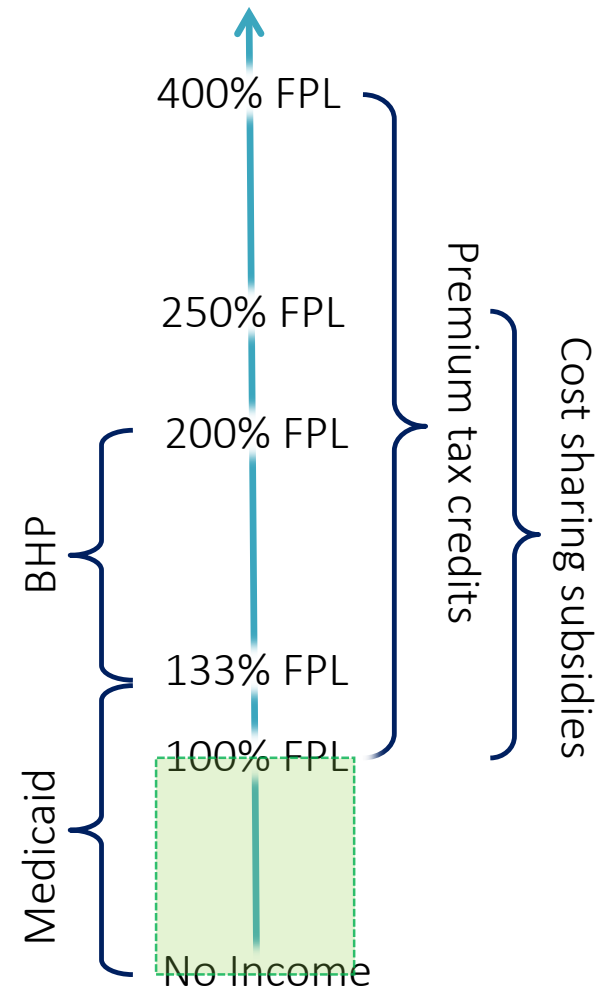 400% FPL
250% FPL
200% FPL
133% FPL
100% FPL
No Income
BHP
Medicaid
Premium tax credits
Cost sharing subsidies